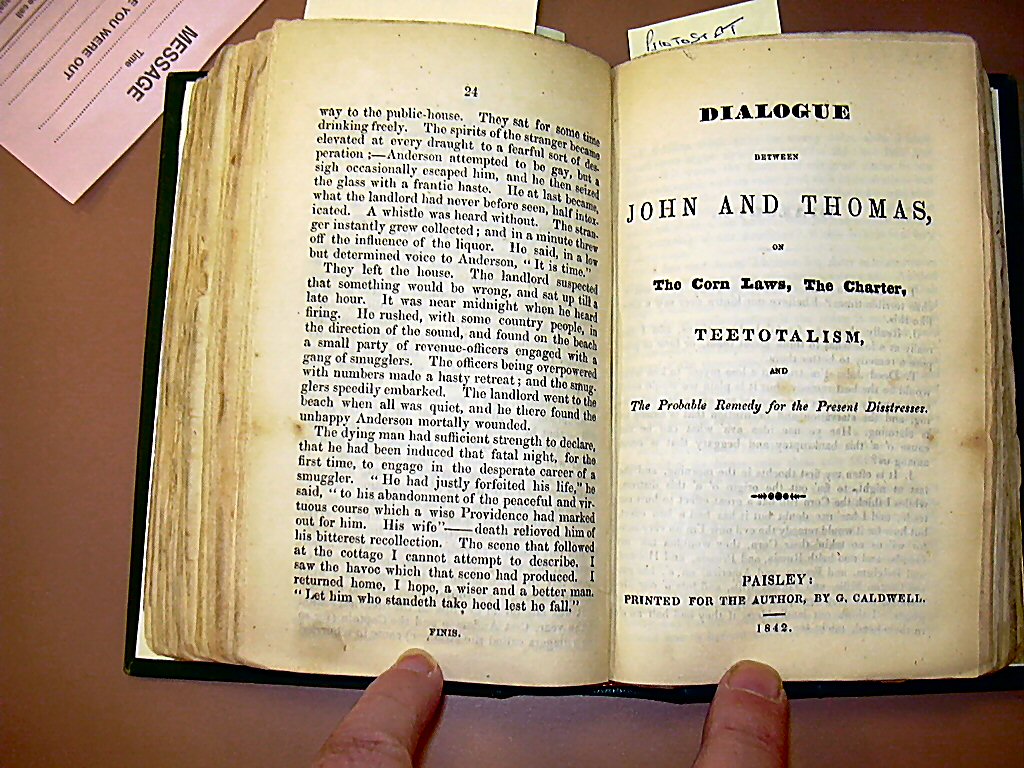 MESSAGE
Time
E YOU WERE OUT
PHOTOSTAT
24
way to the public-house. They sat for some time
drinking freely. The spirits of the stranger became
elevated at every draught to a fearful sort of des-
peration ;—Anderson attempted to be gay, but a
sigh occasionally escaped him, and he then seized
the glass with a frantic haste. He at last became,
what the landlord had never before seen, half intox-
icated. A whistle was heard without. The stran-
ger instantly grew collected; and in a minute threw
off the influence of the liquor. He said, in a low
but determined voice to Anderson, "It is time."
They left the house. The landlord suspected
that something would be wrong, and sat up till a
late hour. It was near midnight when he heard
firing. He rushed, with some country people, in
the direction of the sound, and found on the beach
a small party of revenue-officers engaged with a
gang of smugglers. The officers being overpowered
with numbers made a hasty retreat; and the smug-
glers speedily embarked. The landlord went to the
beach when all was quiet, and he there found the
unhappy Anderson mortally wounded.
The dying man had sufficient strength to declare,
that he had been induced that fatal night, for the
first time, to engage in the desperate career of a
smuggler. "He had justly forfeited his life," he
said, "to his abandonment of the peaceful and vir-
tuous course which a wise Providence had marked
out for him. His wife"——death relieved him of
his bitterest recollection. The scene that followed
at the cottage I cannot attempt to describe. I
saw the havoc which that scene had produced. I
returned home, I hope, a wiser and a better man.
"Let him who standeth take heed lest he fall."
FINIS.
DIALOGUE
BETWEEN
JOHN AND THOMAS,
ON
The Corn Laws, The Charter,
TEETOTALISM,
AND
The Probable Remedy for the Present Disstresses.
PAISLEY:
PRINTED FOR THE AUTHOR, BY G. CALDWELL.
1842.